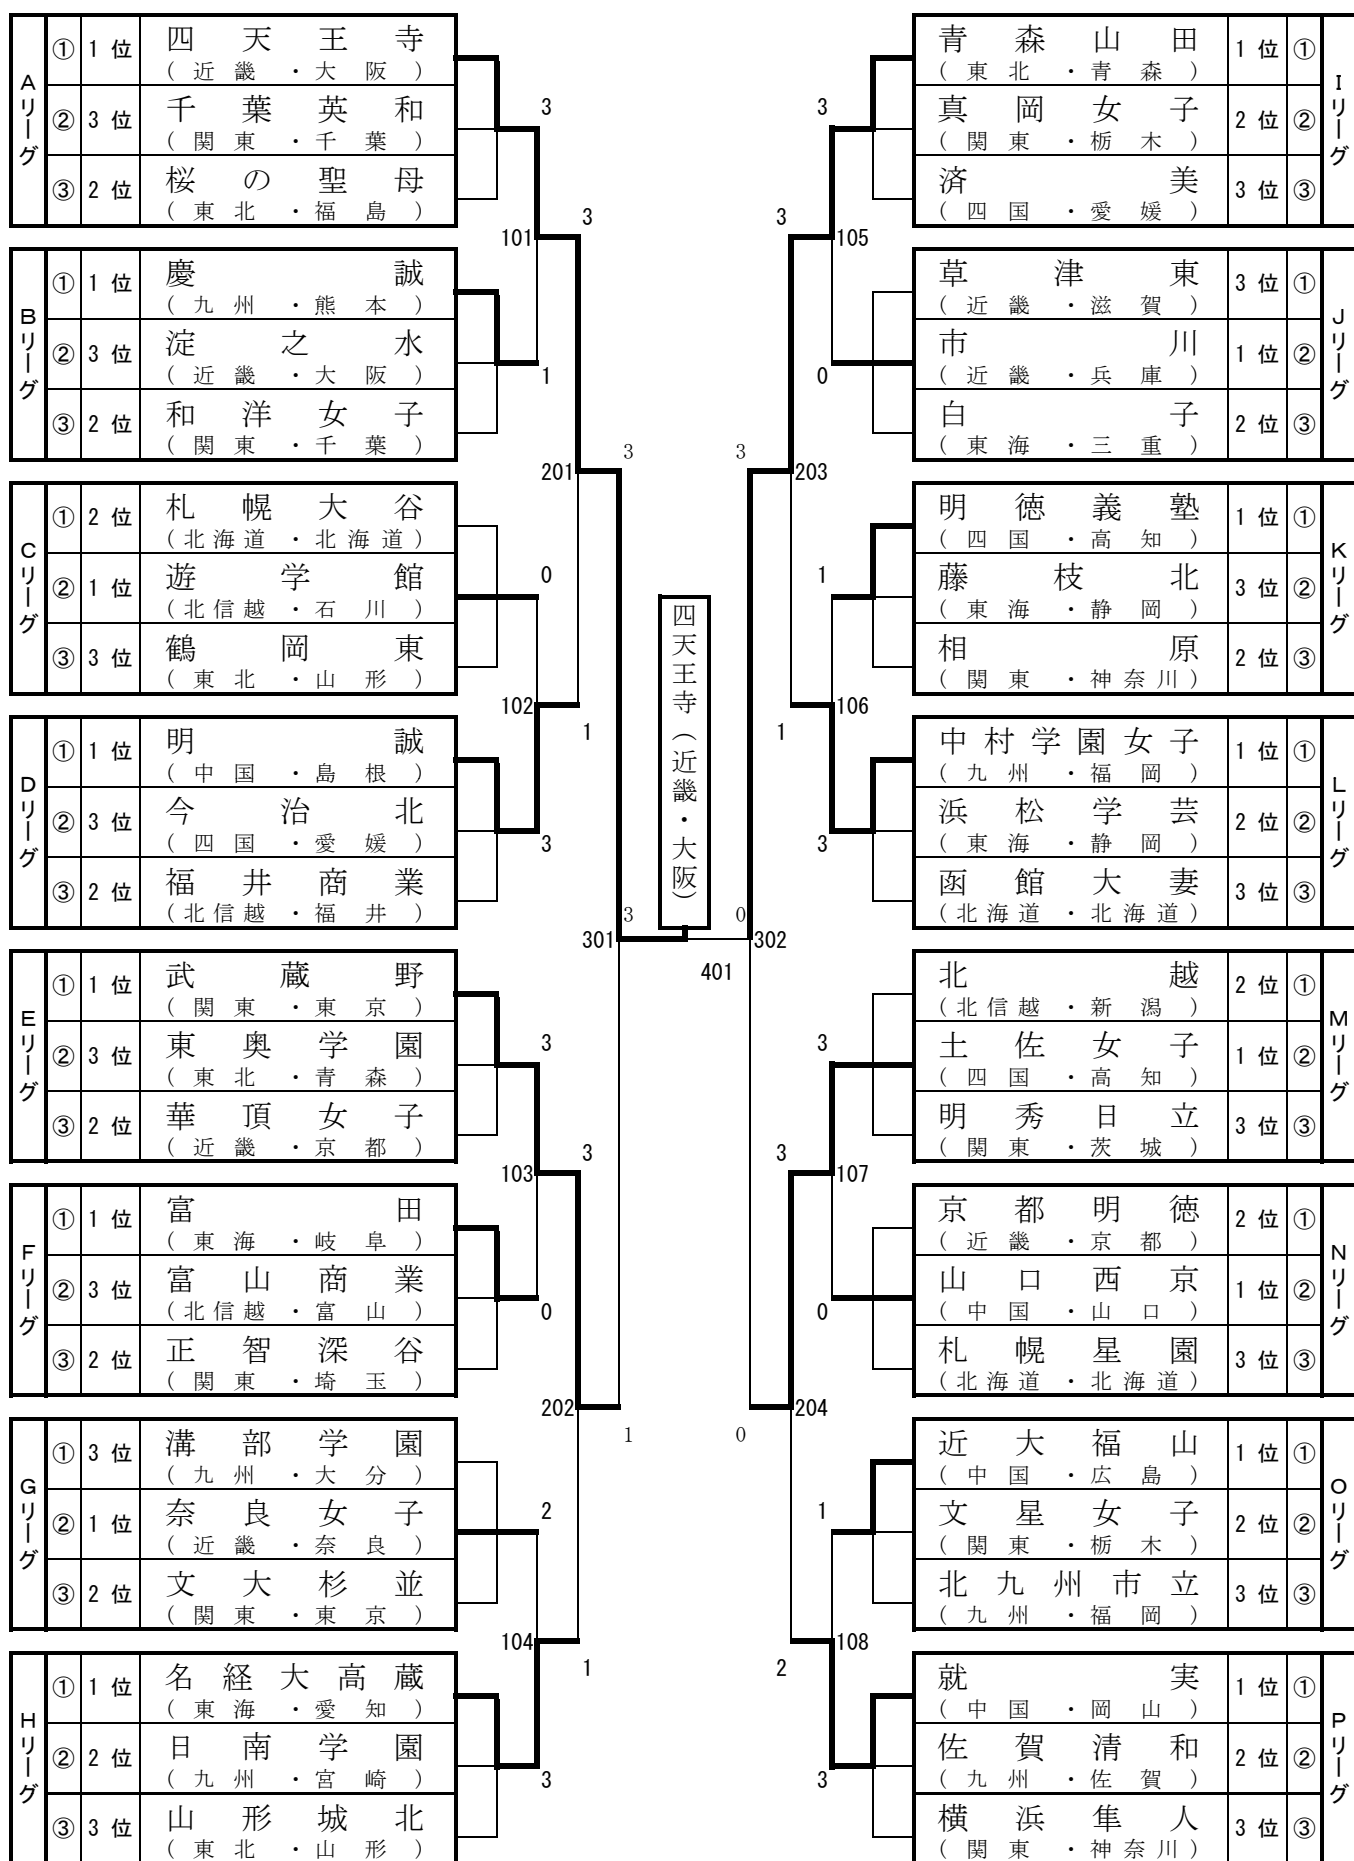 Aリーグ
① 1位 四天王寺
(近畿・大阪)
② 3位 千葉英和
(関東・千葉)
③ 2位 桜の聖母
(東北・福島)
Bリーグ
① 1位 慶誠
(九州・熊本)
② 3位 淀之水
(近畿・大阪)
③ 2位 和洋女子
(関東・千葉)
Cリーグ
① 2位 札幌大谷
(北海道・北海道)
② 1位 遊学館
(北信越・石川)
③ 3位 鶴岡東
(東北・山形)
Dリーグ
① 1位 明誠
(中国・島根)
② 3位 今治北
(四国・愛媛)
③ 2位 福井商業
(北信越・福井)
Eリーグ
① 1位 武蔵野
(関東・東京)
② 3位 東奥学園
(東北・青森)
③ 2位 華頂女子
(近畿・京都)
Fリーグ
① 1位 富田
(東海・岐阜)
② 3位 富山商業
(北信越・富山)
③ 2位 正智深谷
(関東・埼玉)
Gリーグ
① 3位 溝部学園
(九州・大分)
② 1位 奈良女子
(近畿・奈良)
③ 2位 文大杉並
(関東・東京)
Hリーグ
① 1位 名経大高蔵
(東海・愛知)
② 2位 日南学園
(九州・宮崎)
③ 3位 山形城北
(東北・山形)
3
101
1
0
102
3
3
103
0
2
104
3
3
201
1
3
202
1
3
3
301
1
四天王寺(近畿・大阪)
401
3
0
302
0
3
203
1
3
204
2
3
105
0
1
106
3
3
107
0
1
108
3
青森山田 1位 ①
(東北・青森)
真岡女子 2位 ②
(関東・栃木)
済美 3位 ③
(四国・愛媛)
Iリーグ
草津東 3位 ①
(近畿・滋賀)
市川 1位 ②
(近畿・兵庫)
白子 2位 ③
(東海・三重)
Jリーグ
明徳義塾 1位 ①
(四国・高知)
藤枝北 3位 ②
(東海・静岡)
相原 2位 ③
(関東・神奈川)
Kリーグ
中村学園女子 1位 ①
(九州・福岡)
浜松学芸 2位 ②
(東海・静岡)
函館大妻 3位 ③
(北海道・北海道)
Lリーグ
北越 2位 ①
(北信越・新潟)
土佐女子 1位 ②
(四国・高知)
明秀日立 3位 ③
(関東・茨城)
Mリーグ
京都明徳 2位 ①
(近畿・京都)
山口西京 1位 ②
(中国・山口)
札幌星園 3位 ③
(北海道・北海道)
Nリーグ
近大福山 1位 ①
(中国・広島)
文星女子 2位 ②
(関東・栃木)
北九州市立 3位 ③
(九州・福岡)
Oリーグ
就実 1位 ①
(中国・岡山)
佐賀清和 2位 ②
(九州・佐賀)
横浜隼人 3位 ③
(関東・神奈川)
Pリーグ